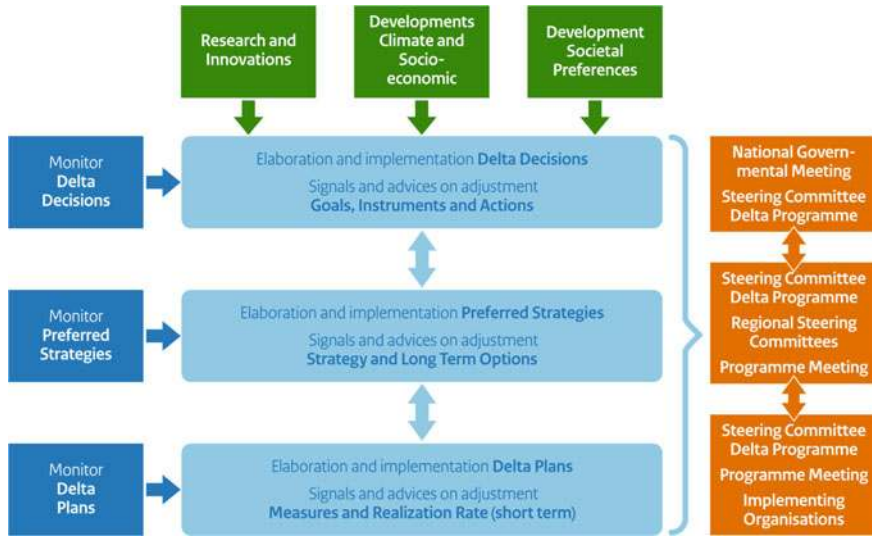 Research and
Innovations
Developments
Climate and
Socio-
economic
Development
Societal
Preferences
Monitor
Delta
Decisions
Elaboration and implementation Delta Decisions
Signals and advices on adjustment
Goals, Instruments and Actions
National Govern-
mental Meeting
Steering Committee
Delta Programme
Monitor
Preferred
Strategies
Elaboration and implementation Preferred Strategies
Signals and advices on adjustment
Strategy and Long Term Options
Steering Committee
Delta Programme
Regional Steering
Committees
Programme Meeting
Monitor
Delta
Plans
Elaboration and implementation Delta Plans
Signals and advices on adjustment
Measures and Realization Rate (short term)
Steering Committee
Delta Programme
Programme Meeting
Implementing
Organisations